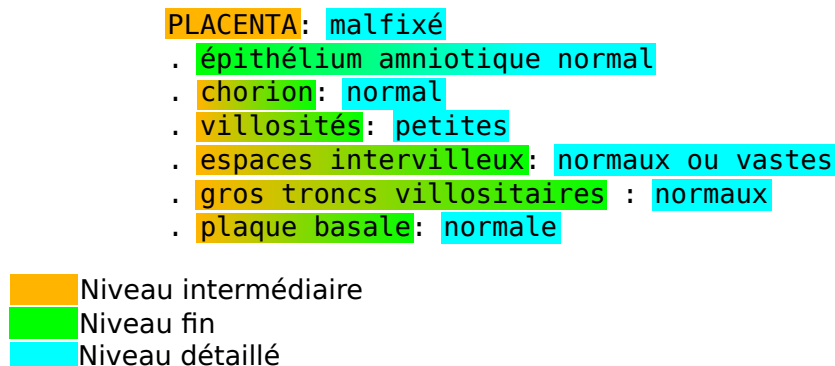 PLACENTA: malfixé
. épithélium amniotique normal
. chorion: normal
. villosités: petites
. espaces intervilleux: normaux ou vastes
. gros troncs villositaires : normaux
. plaque basale: normale
Niveau intermédiaire
Niveau fin
Niveau détaillé